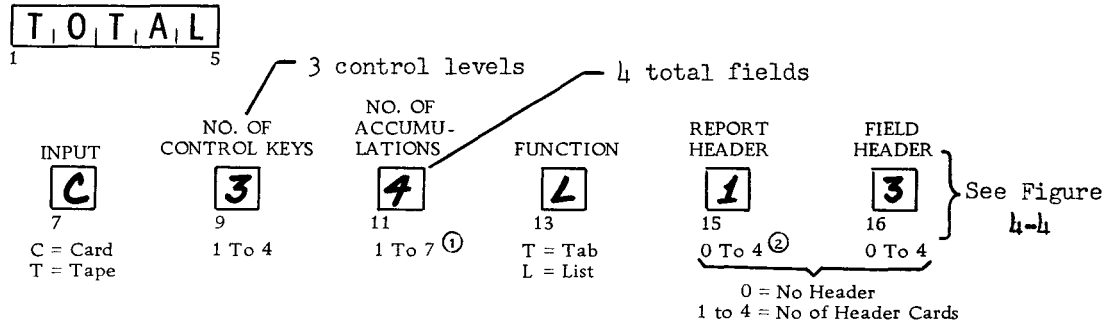 TOTAL
1 5
3 control levels
4 total fields
INPUT
NO. OF
CONTROL KEYS
NO. OF
ACCUMU-
LATIONS
FUNCTION
REPORT
HEADER
FIELD
HEADER
C 3 4 L 1 3
See Figure
4-4
7 9 11 13 15 16
C = Card
T = Tape
1 To 4
1 To 7 ①
T = Tab
L = List
0 To 4 ②
0 To 4
0 = No Header
1 to 4 = No of Header Cards